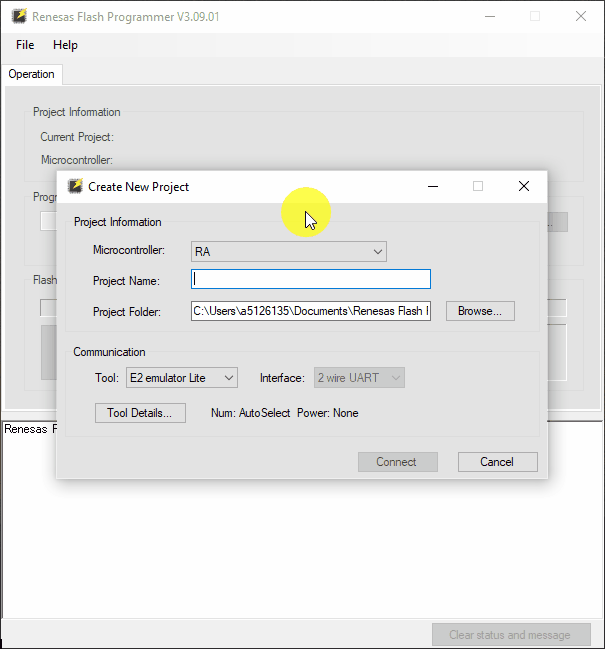 Renesas Flash Programmer V3.09.01
File Help
Operation
Project Information
Current Project:
Microcontroller:
Create New Project
Project Information
Microcontroller: RA
Project Name:
Project Folder: C:\Users\a5126135\Documents\Renesas Flash Browse...
Communication
Tool: E2 emulator Lite Interface: 2 wire UART
Tool Details... Num: AutoSelect Power: None
Connect Cancel
Flash
Renesas
Clear status and message